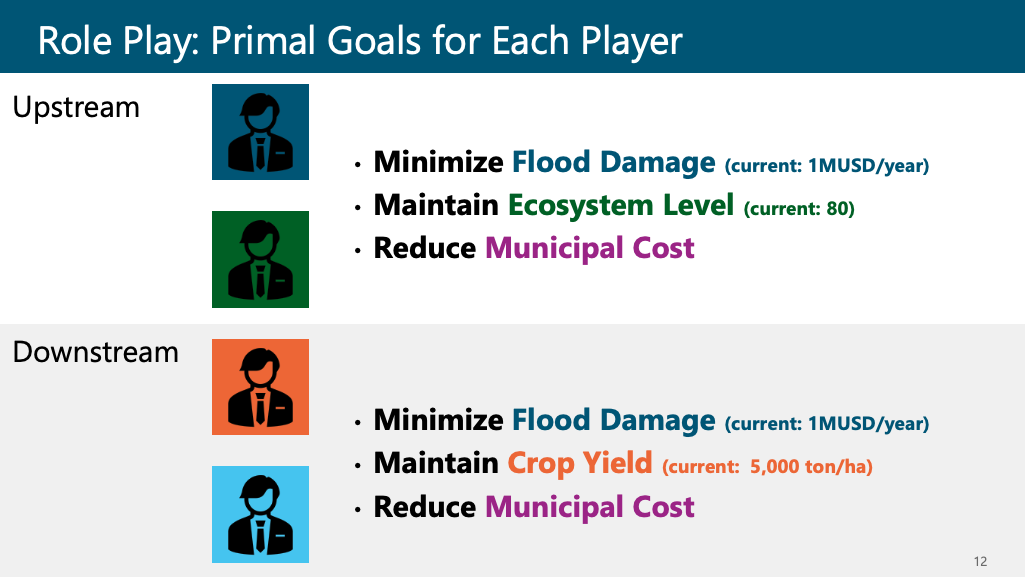 Role Play: Primal Goals for Each Player
Upstream
• Minimize Flood Damage (current: 1MUSD/year)
• Maintain Ecosystem Level (current: 80)
• Reduce Municipal Cost
Downstream
• Minimize Flood Damage (current: 1MUSD/year)
• Maintain Crop Yield (current: 5,000 ton/ha)
• Reduce Municipal Cost
12